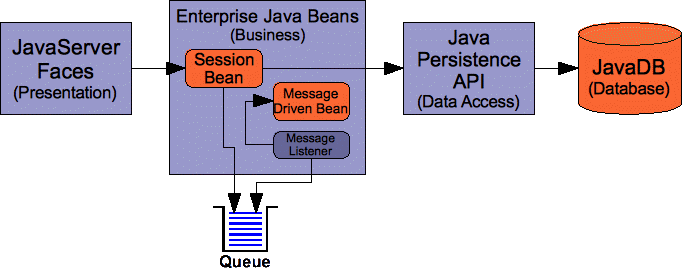 JavaServer
Faces
(Presentation)
Enterprise Java Beans
(Business)
Session
Bean
Message
Driven Bean
Message
Listener
Queue
Java
Persistence
API
(Data Access)
JavaDB
(Database)